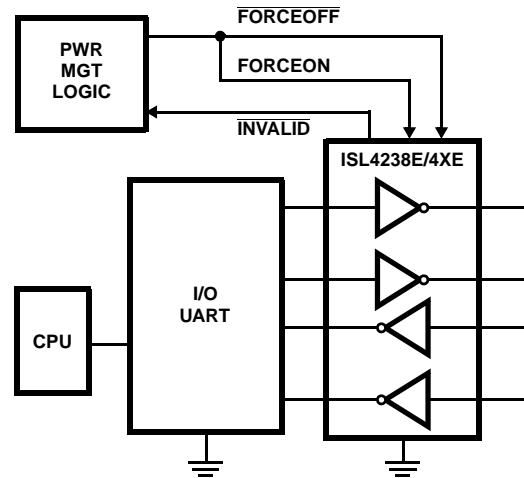 FORCEOFF
PWR
MGT
LOGIC
FORCEON
INVALID
ISL4238E/4XE
I/O
UART
CPU